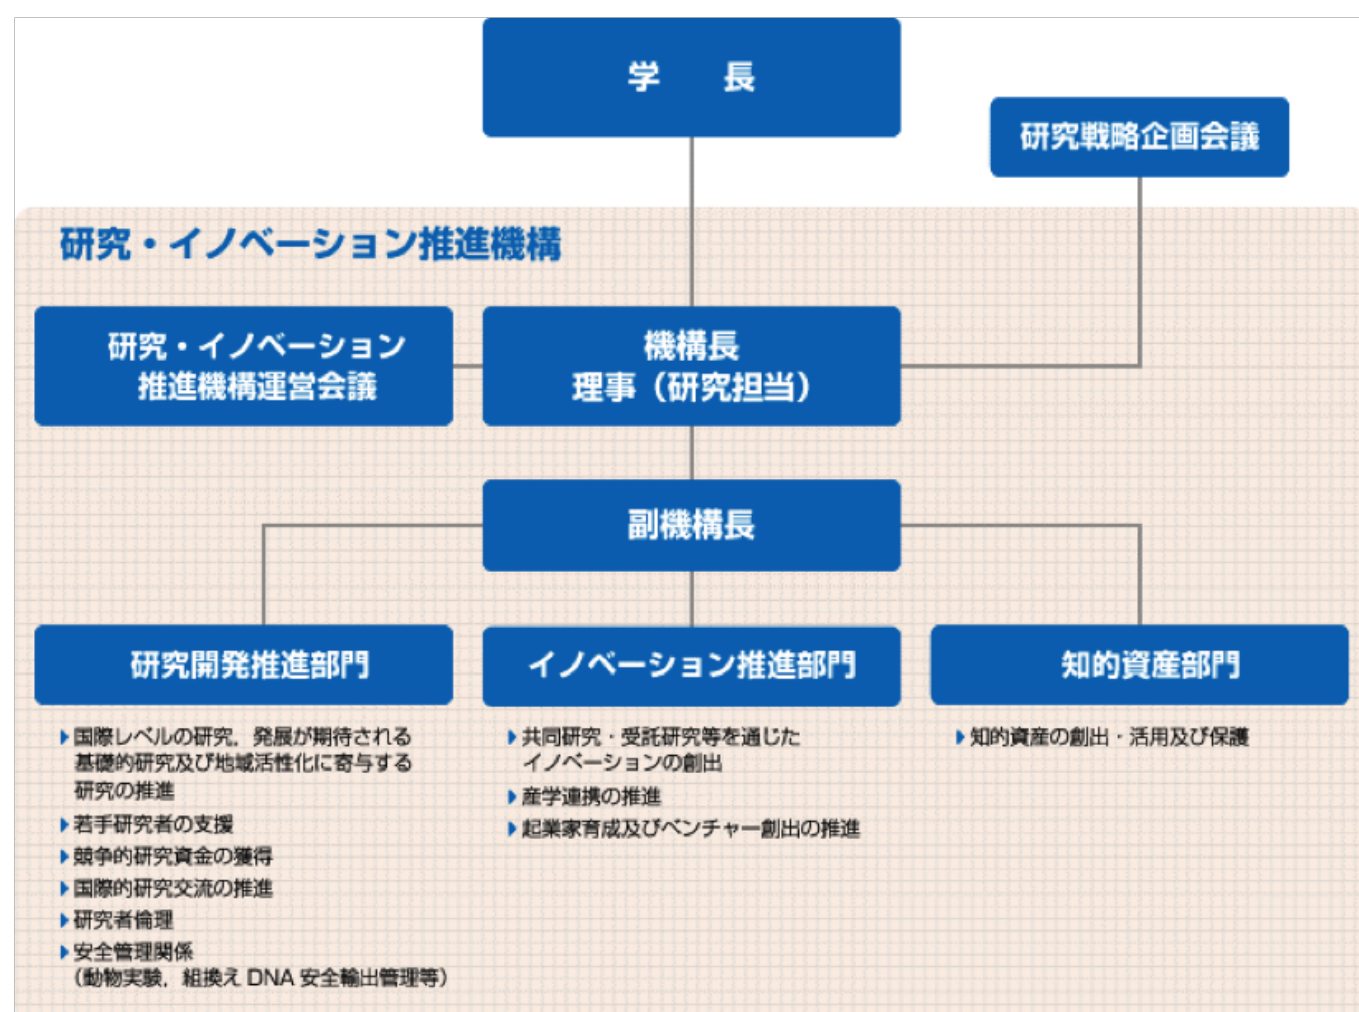 学　長
研究戦略企画会議
研究・イノベーション推進機構
研究・イノベーション
推進機構運営会議
機構長
理事（研究担当）
副機構長
研究開発推進部門
国際レベルの研究，発展が期待される
基礎的研究及び地域活性化に寄与する
研究の推進
若手研究者の支援
競争的研究資金の獲得
国際的研究交流の推進
研究者倫理
安全管理関係
（動物実験，組換え DNA 安全輸出管理等）
イノベーション推進部門
共同研究・受託研究等を通じた
イノベーションの創出
産学連携の推進
起業家育成及びベンチャー創出の推進
知的資産部門
知的資産の創出・活用及び保護